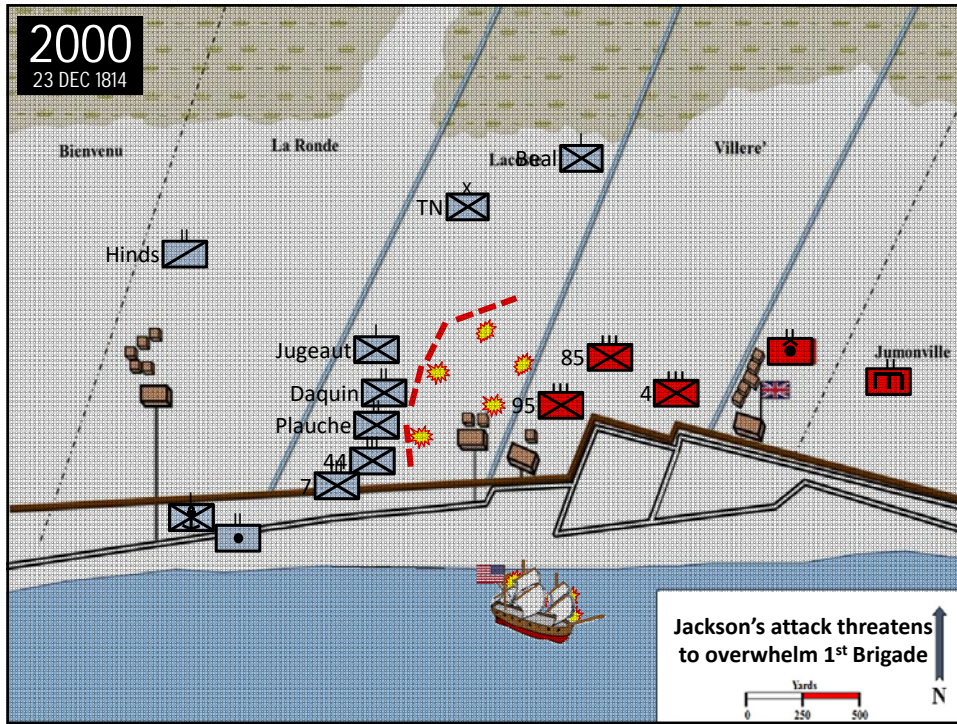 2000
23 DEC 1814
Bienvenu
La Ronde
Beal
Villere'
TN
Hinds
Jugeaut
85
Jumonville
Daquin
95
4
Plauche
44
7
Jackson's attack threatens
to overwhelm 1st Brigade
Yards
N
0 250 500